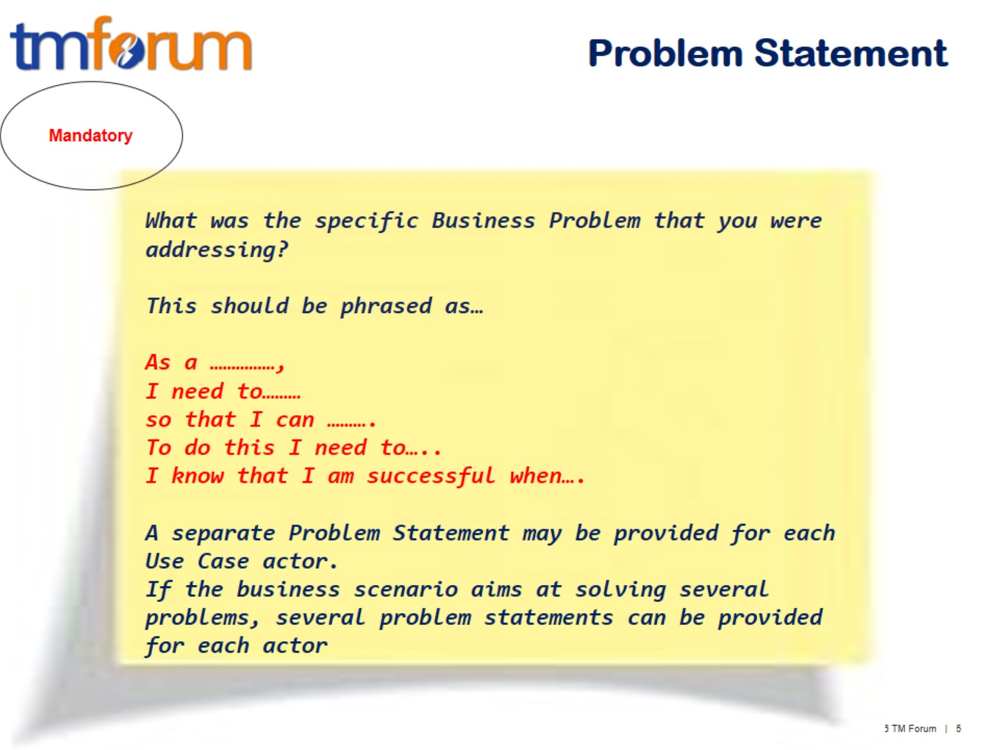 tmforum
Problem Statement
Mandatory
What was the specific Business Problem that you were
addressing?
This should be phrased as…
As a ……………,
I need to………
so that I can ……….
To do this I need to…..
I know that I am successful when….
A separate Problem Statement may be provided for each
Use Case actor.
If the business scenario aims at solving several
problems, several problem statements can be provided
for each actor
3 TM Forum | 5